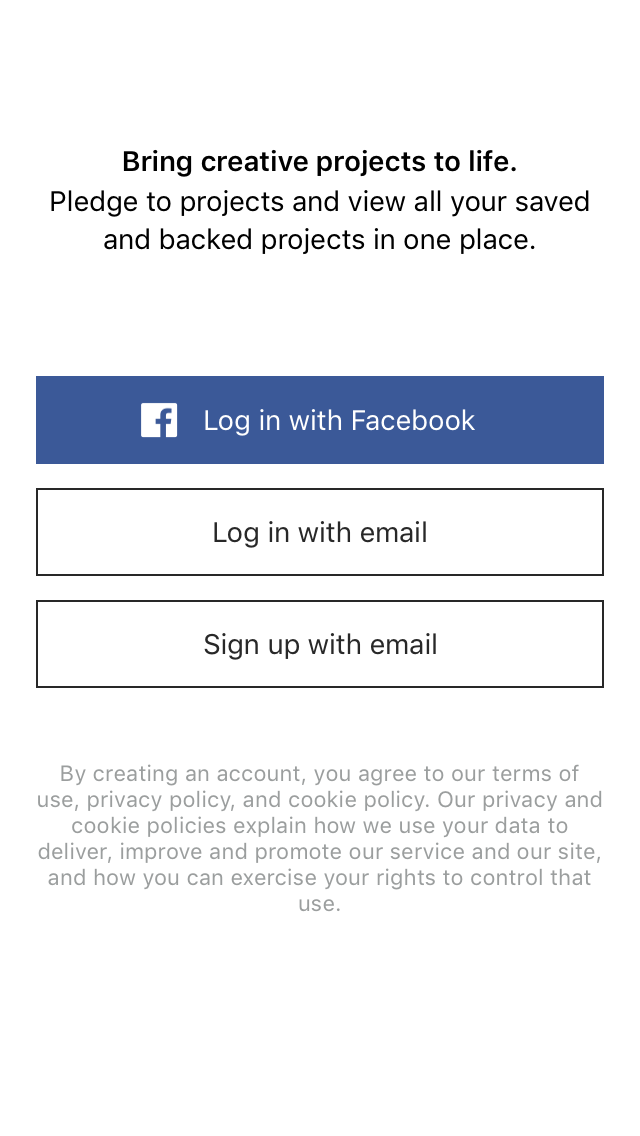 Bring creative projects to life.
Pledge to projects and view all your saved
and backed projects in one place.
Log in with Facebook
Log in with email
Sign up with email
By creating an account, you agree to our terms of
use, privacy policy, and cookie policy. Our privacy and
cookie policies explain how we use your data to
deliver, improve and promote our service and our site,
and how you can exercise your rights to control that
use.